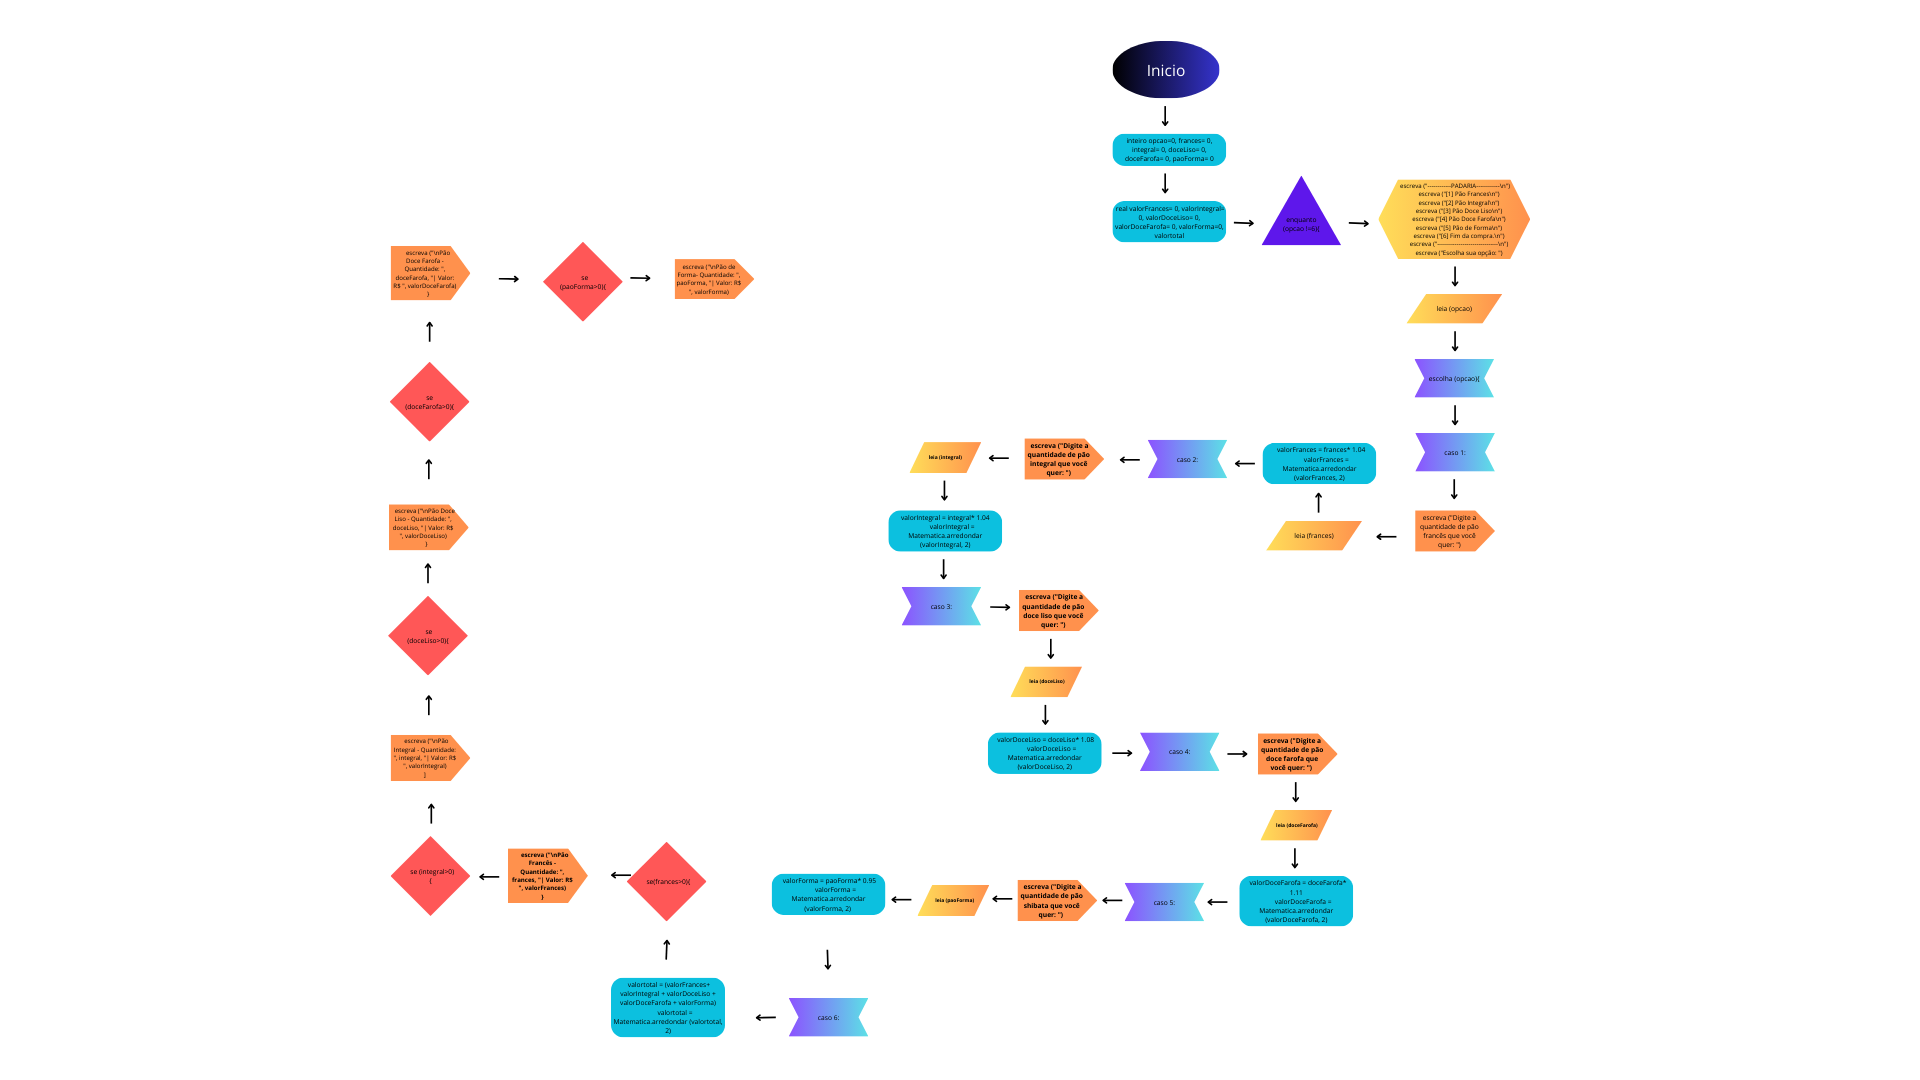 Inicio
inteiro opcao=0, frances= 0,
integral= 0, doceLiso= 0,
doceFarofa= 0, paoForma= 0
real valorFrances= 0, valorIntegral=
0, valorDoceLiso= 0,
valorDoceFarofa= 0, valorForma=0,
valortotal
enquanto
(opcao !=6){
escreva ("------------PADARIA------------\n")
escreva ("[1] Pão Frances\n")
escreva ("[2] Pão Integral\n")
escreva ("[3] Pão Doce Liso\n")
escreva ("[4] Pão Doce Farofa\n")
escreva ("[5] Pão de Forma\n")
escreva ("[6] Fim da compra.\n")
escreva ("-------------------------------\n")
escreva ("Escolha sua opção: ")
leia (opcao)
escolha (opcao){
caso 1:
escreva ("Digite a
quantidade de pão
francês que você
quer: ")
leia (frances)
valorFrances = frances* 1.04
valorFrances =
Matematica.arredondar
(valorFrances, 2)
caso 2:
escreva ("Digite a
quantidade de pão
integral que você
quer: ")
leia (integral)
valorIntegral = integral* 1.04
valorIntegral =
Matematica.arredondar
(valorIntegral, 2)
caso 3:
escreva ("Digite a
quantidade de pão
doce liso que você
quer: ")
leia (doceLiso)
valorDoceLiso = doceLiso* 1.08
valorDoceLiso =
Matematica.arredondar
(valorDoceLiso, 2)
caso 4:
escreva ("Digite a
quantidade de pão
doce farofa que
você quer: ")
leia (doceFarofa)
valorDoceFarofa = doceFarofa*
1.11
valorDoceFarofa =
Matematica.arredondar
(valorDoceFarofa, 2)
caso 5:
escreva ("Digite a
quantidade de pão
shibata que você
quer: ")
leia (paoForma)
valorForma = paoForma* 0.95
valorForma =
Matematica.arredondar
(valorForma, 2)
caso 6:
valortotal = (valorFrances+
valorIntegral + valorDoceLiso +
valorDoceFarofa + valorForma)
valortotal =
Matematica.arredondar (valortotal,
2)
se(frances>0){
escreva ("\nPão
Francês -
Quantidade: ",
frances, "| Valor: R$
", valorFrances)
}
se (integral>0)
{
escreva ("\nPão
Integral - Quantidade:
", integral, "| Valor: R$
", valorIntegral)
]
se
(doceLiso>0){
escreva ("\nPão Doce
Liso - Quantidade: ",
doceLiso, "| Valor: R$
", valorDoceLiso)
}
se
(doceFarofa>0){
escreva ("\nPão
Doce Farofa -
Quantidade: ",
doceFarofa, "| Valor:
R$ ", valorDoceFarofa)
}
se
(paoForma>0){
escreva ("\nPão de
Forma- Quantidade: ",
paoForma, "| Valor: R$
", valorForma)